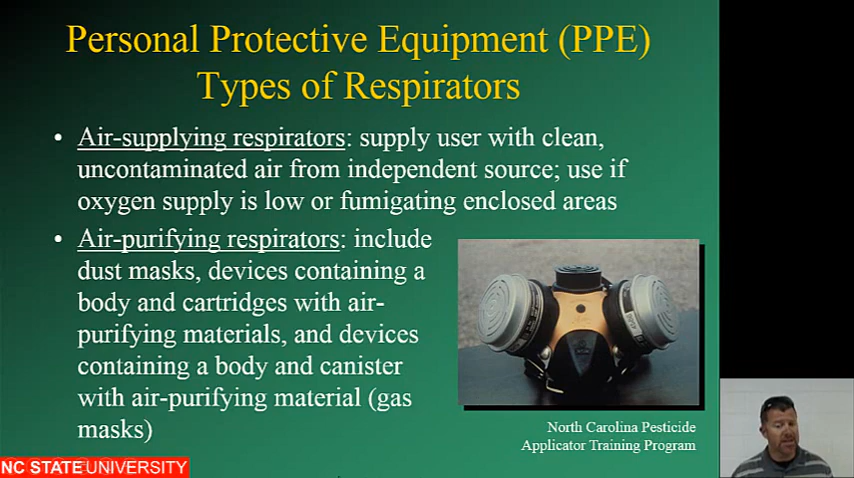 Personal Protective Equipment (PPE)
Types of Respirators
• Air-supplying respirators: supply user with clean,
uncontaminated air from independent source; use if
oxygen supply is low or fumigating enclosed areas
• Air-purifying respirators: include
dust masks, devices containing a
body and cartridges with air-
purifying materials, and devices
containing a body and canister
with air-purifying material (gas
masks)
North Carolina Pesticide
Applicator Training Program
NC STATE UNIVERSITY